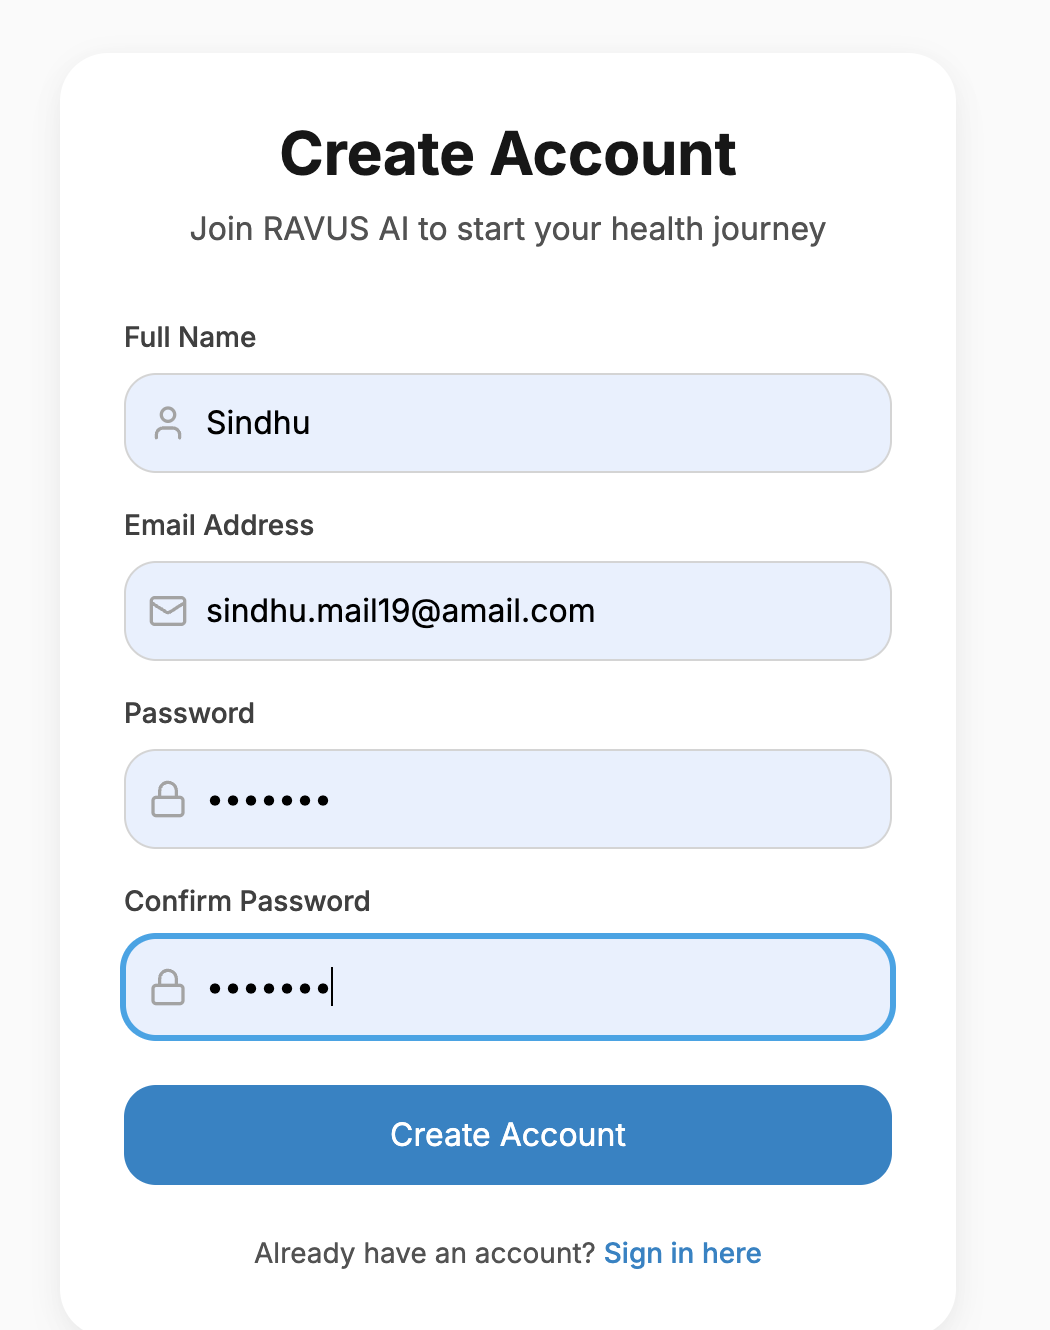 Create Account
Join RAVUS AI to start your health journey
Full Name
Sindhu
Email Address
sindhu.mail19@amail.com
Password
•••••••
Confirm Password
•••••••
Create Account
Already have an account? Sign in here